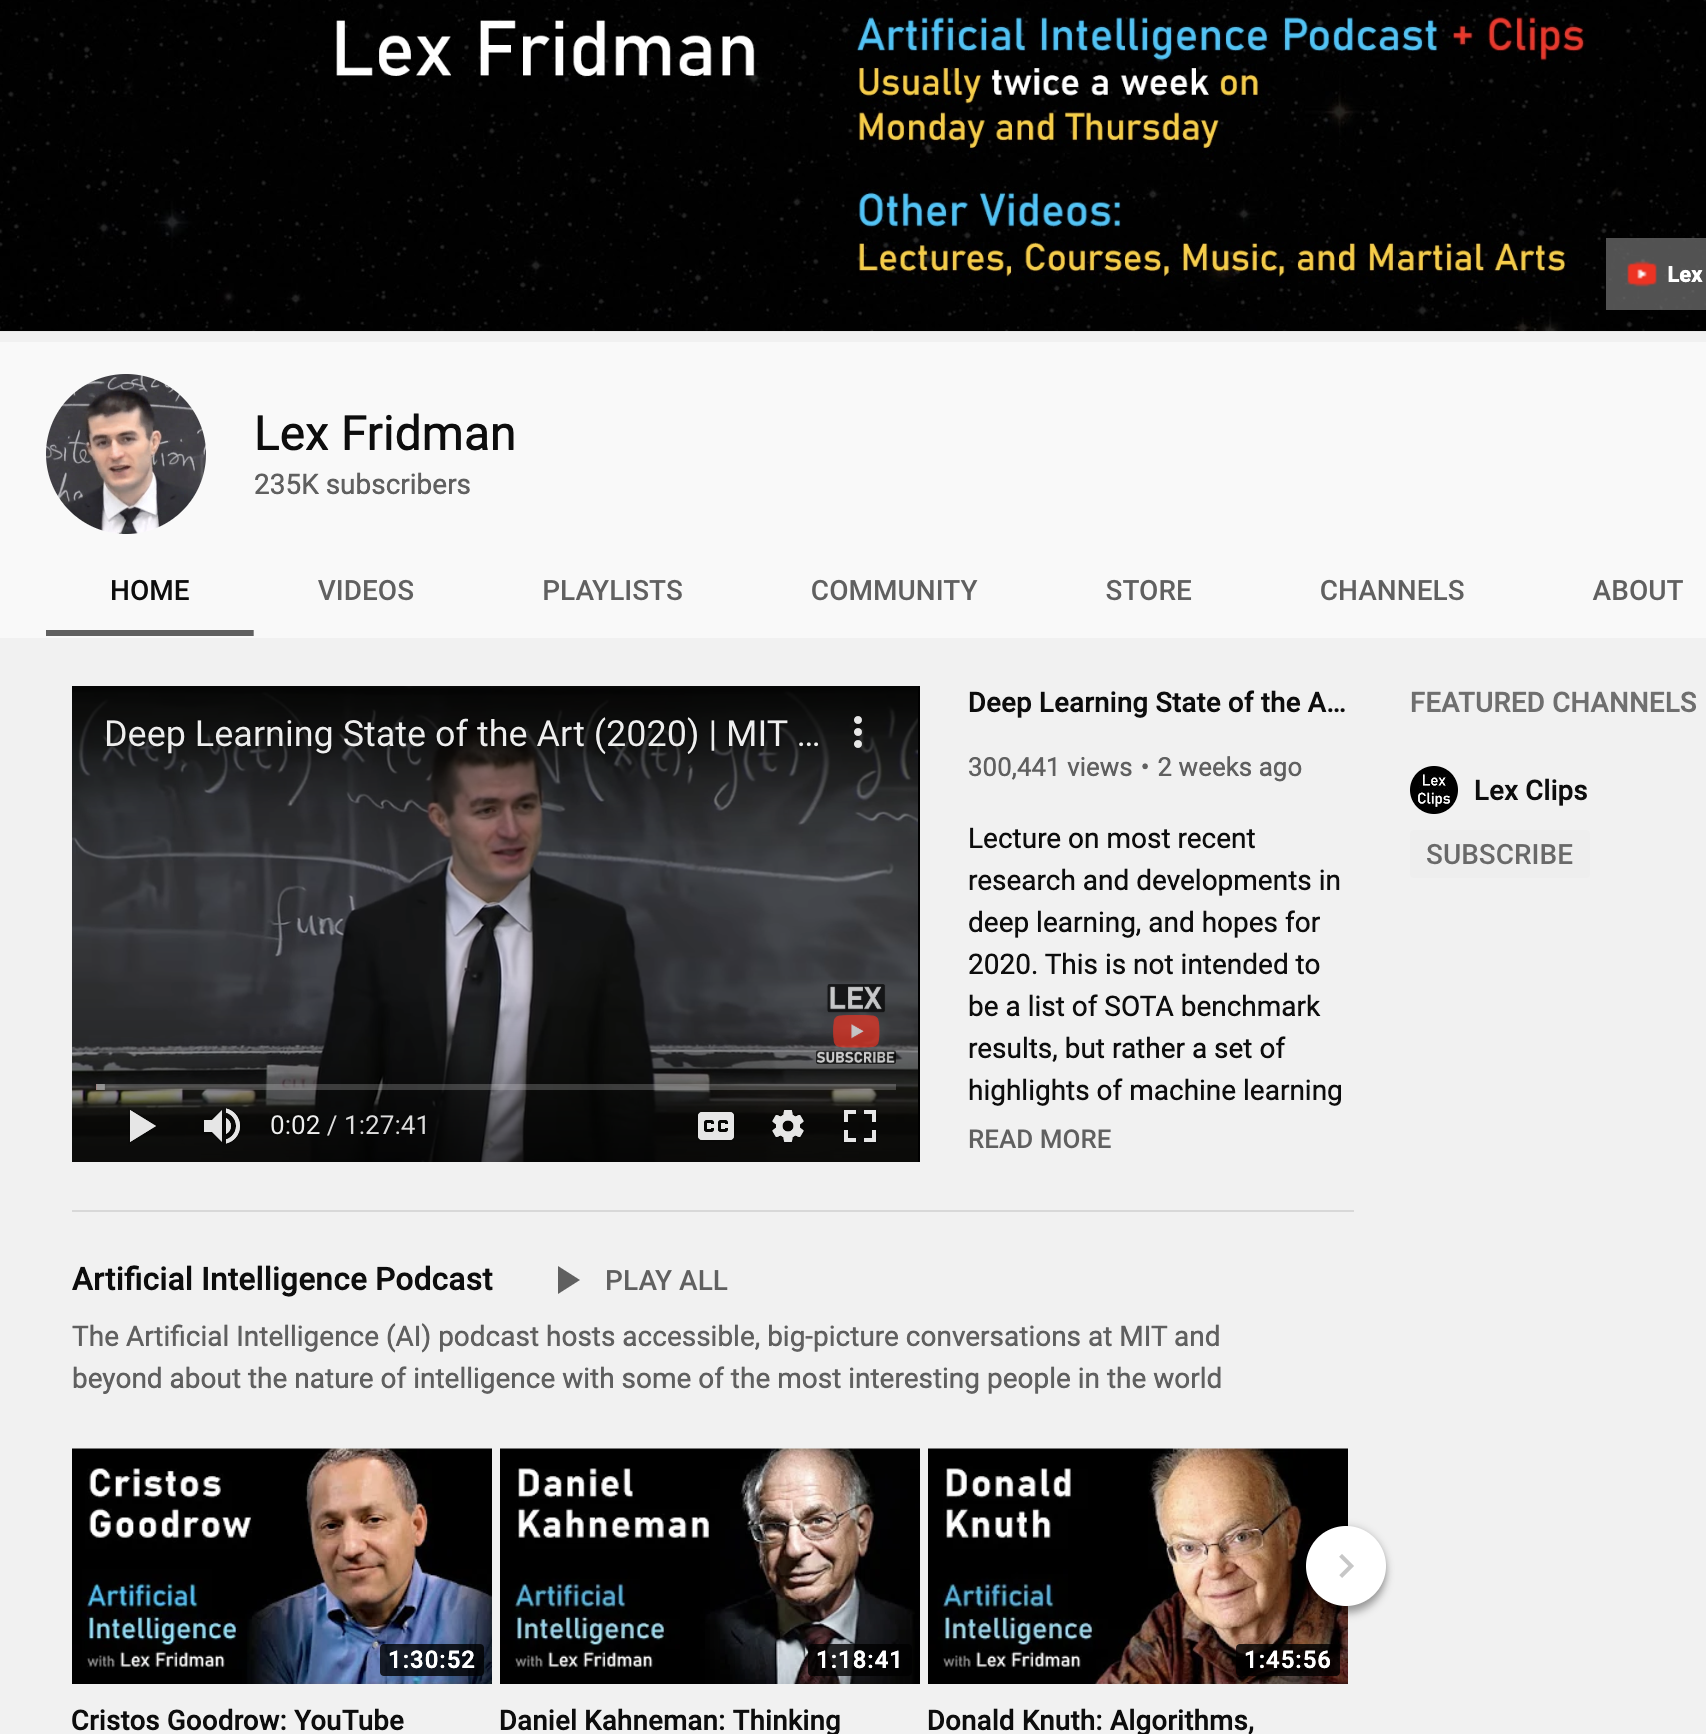 Lex Fridman
Artificial Intelligence Podcast + Clips
Usually twice a week on
Monday and Thursday
Other Videos:
Lectures, Courses, Music, and Martial Arts
Lex
Lex Fridman
235K subscribers
HOME VIDEOS PLAYLISTS COMMUNITY STORE CHANNELS ABOUT
Deep Learning State of the Art (2020) | MIT ...
func
LEX
SUBSCRIBE
0:02 / 1:27:41
CC
Deep Learning State of the A...
300,441 views • 2 weeks ago
Lecture on most recent
research and developments in
deep learning, and hopes for
2020. This is not intended to
be a list of SOTA benchmark
results, but rather a set of
highlights of machine learning
READ MORE
FEATURED CHANNELS
Lex
Clips
Lex Clips
SUBSCRIBE
Artificial Intelligence Podcast PLAY ALL
The Artificial Intelligence (AI) podcast hosts accessible, big-picture conversations at MIT and
beyond about the nature of intelligence with some of the most interesting people in the world
Cristos
Goodrow
Artificial
Intelligence
with Lex Fridman
1:30:52
Cristos Goodrow: YouTube
Daniel
Kahneman
Artificial
Intelligence
with Lex Fridman
1:18:41
Daniel Kahneman: Thinking
Donald
Knuth
Artificial
Intelligence
with Lex Fridman
1:45:56
Donald Knuth: Algorithms,